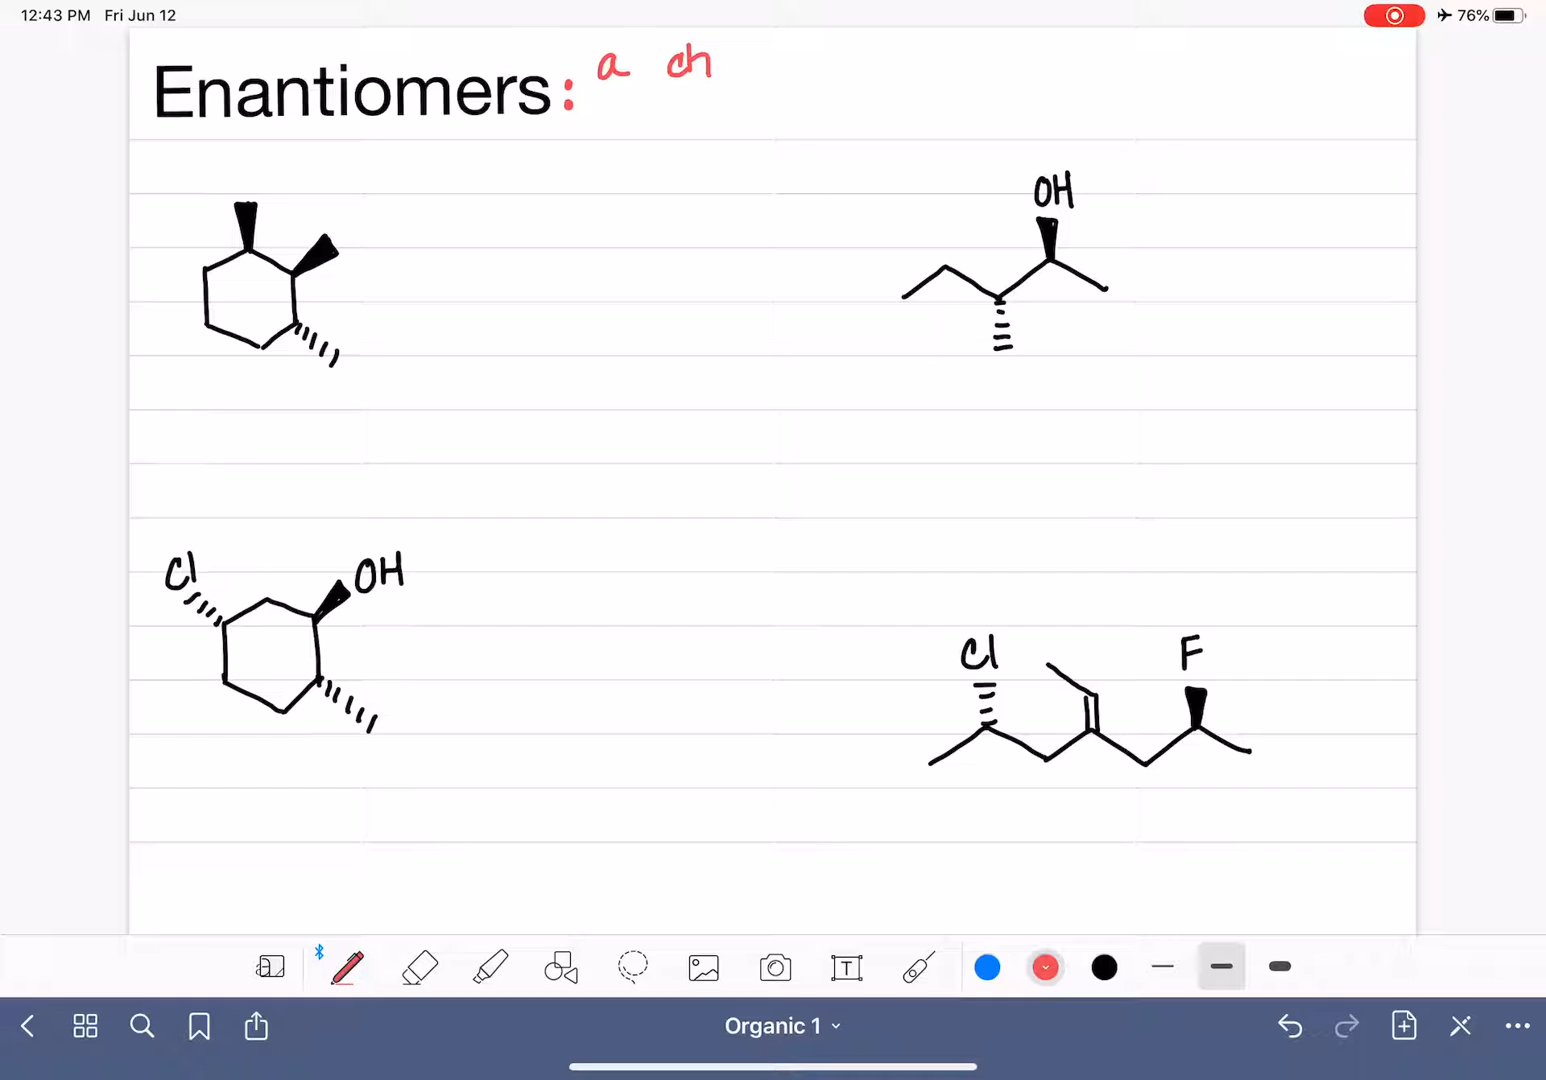 12:43 PM Fri Jun 12
76%
Enantiomers: a ch
OH
Cl
OH
Cl
F
T
Organic 1